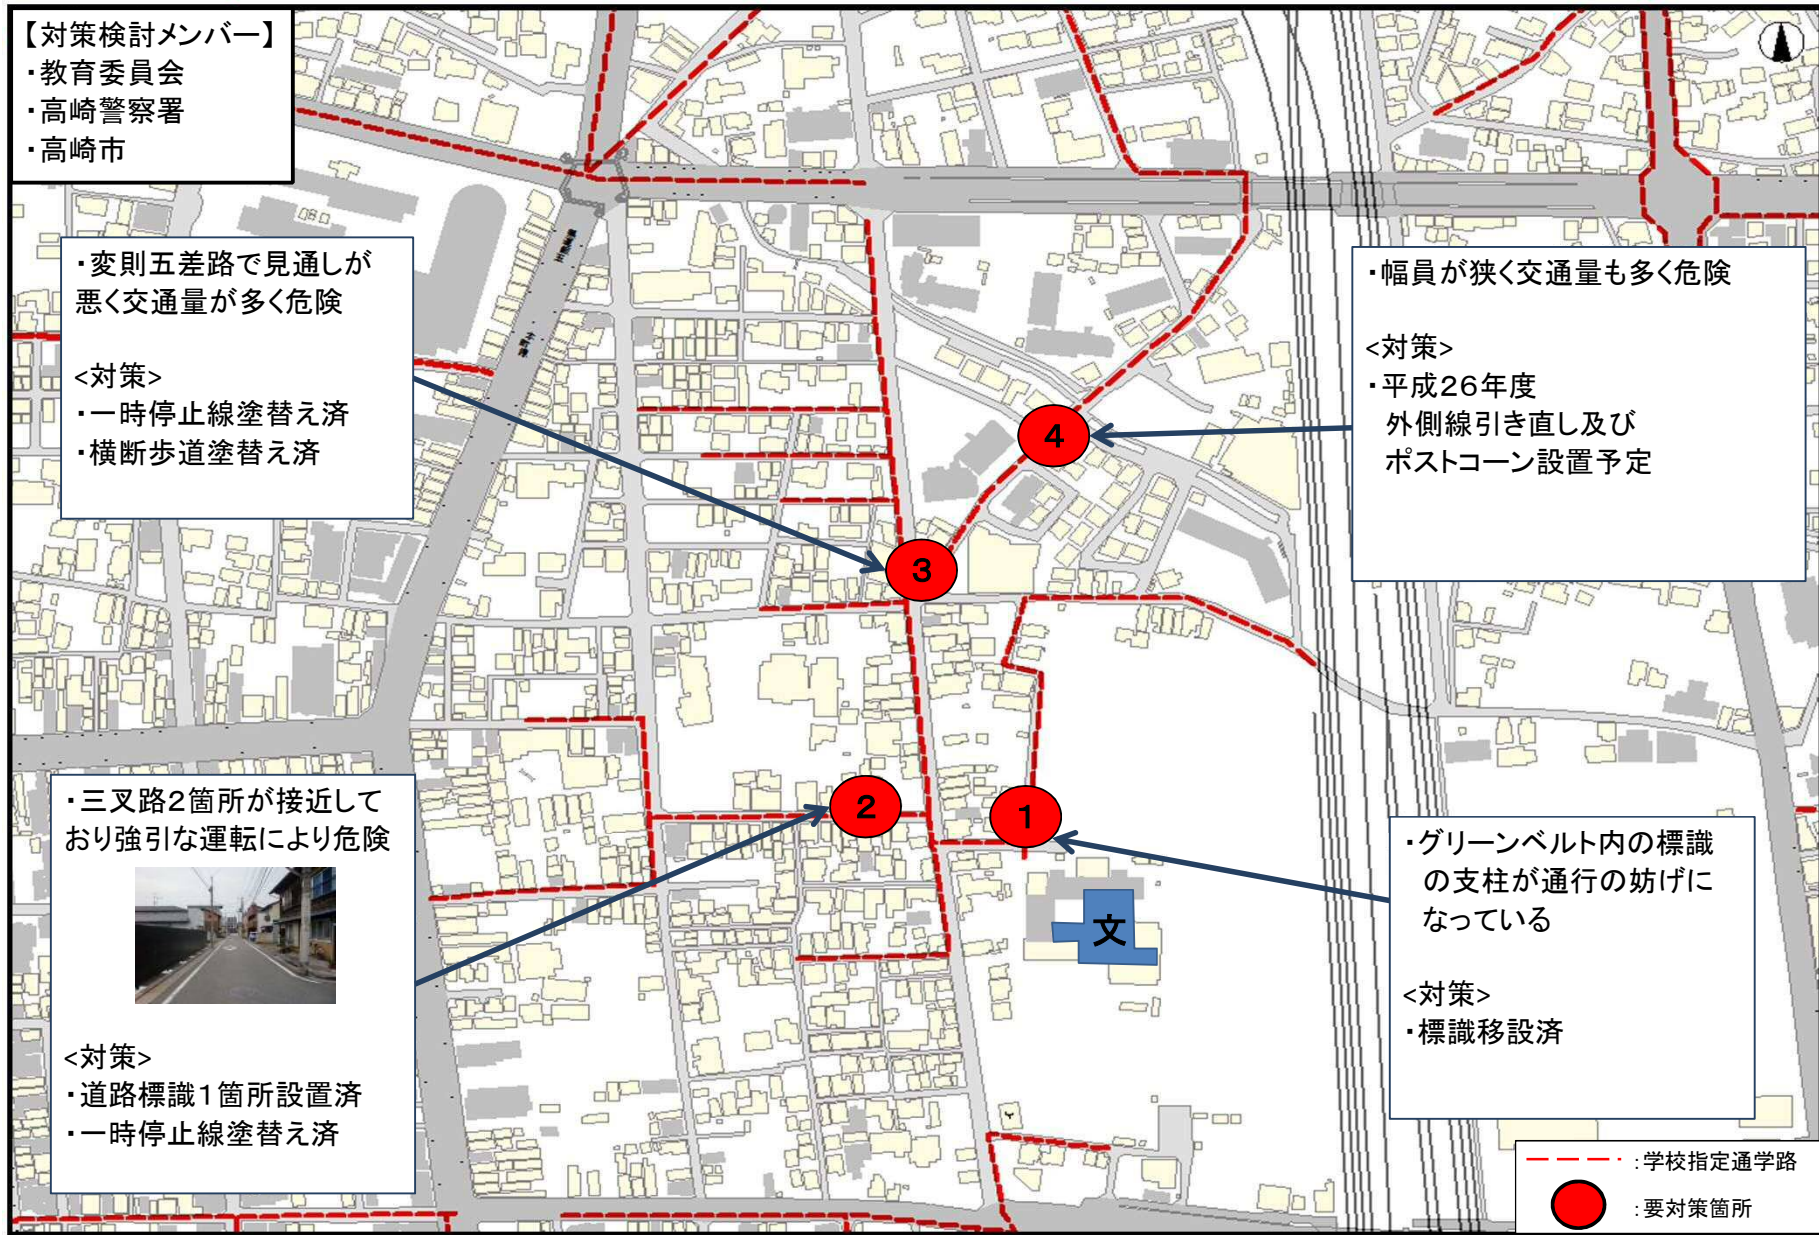 【対策検討メンバー】
・教育委員会
・高崎警察署
・高崎市
・変則五差路で見通しが
悪く交通量が多く危険
<対策>
・一時停止線塗替え済
・横断歩道塗替え済
・幅員が狭く交通量も多く危険
<対策>
・平成26年度
外側線引き直し及び
ポストコーン設置予定
4
3
2
1
・三叉路2箇所が接近して
おり強引な運転により危険
<対策>
・道路標識1箇所設置済
・一時停止線塗替え済
・グリーンベルト内の標識
の支柱が通行の妨げに
なっている
<対策>
・標識移設済
文
:学校指定通学路
:要対策箇所